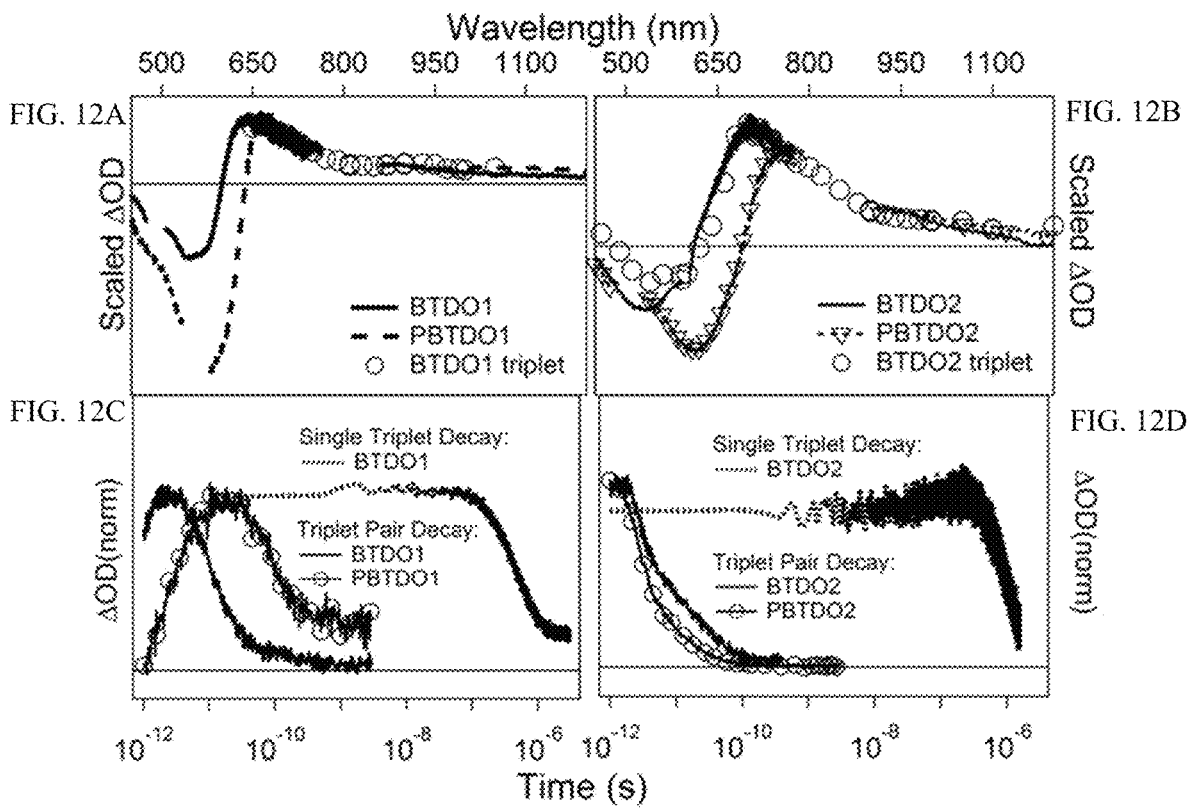 Wavelength (nm)
500 650 800 950 1100 500 650 800 950 1100
FIG. 12A
FIG. 12B
Scaled ΔOD
Scaled ΔOD
BTDO1
PBTDO1
BTDO1 triplet
BTDO2
PBTDO2
BTDO2 triplet
FIG. 12C
FIG. 12D
ΔOD(norm)
ΔOD(norm)
Single Triplet Decay:
BTDO1
Triplet Pair Decay:
BTDO1
PBTDO1
Single Triplet Decay:
BTDO2
Triplet Pair Decay:
BTDO2
PBTDO2
10⁻¹² 10⁻¹⁰ 10⁻⁸ 10⁻⁶ 10⁻¹² 10⁻¹⁰ 10⁻⁸ 10⁻⁶
Time (s)